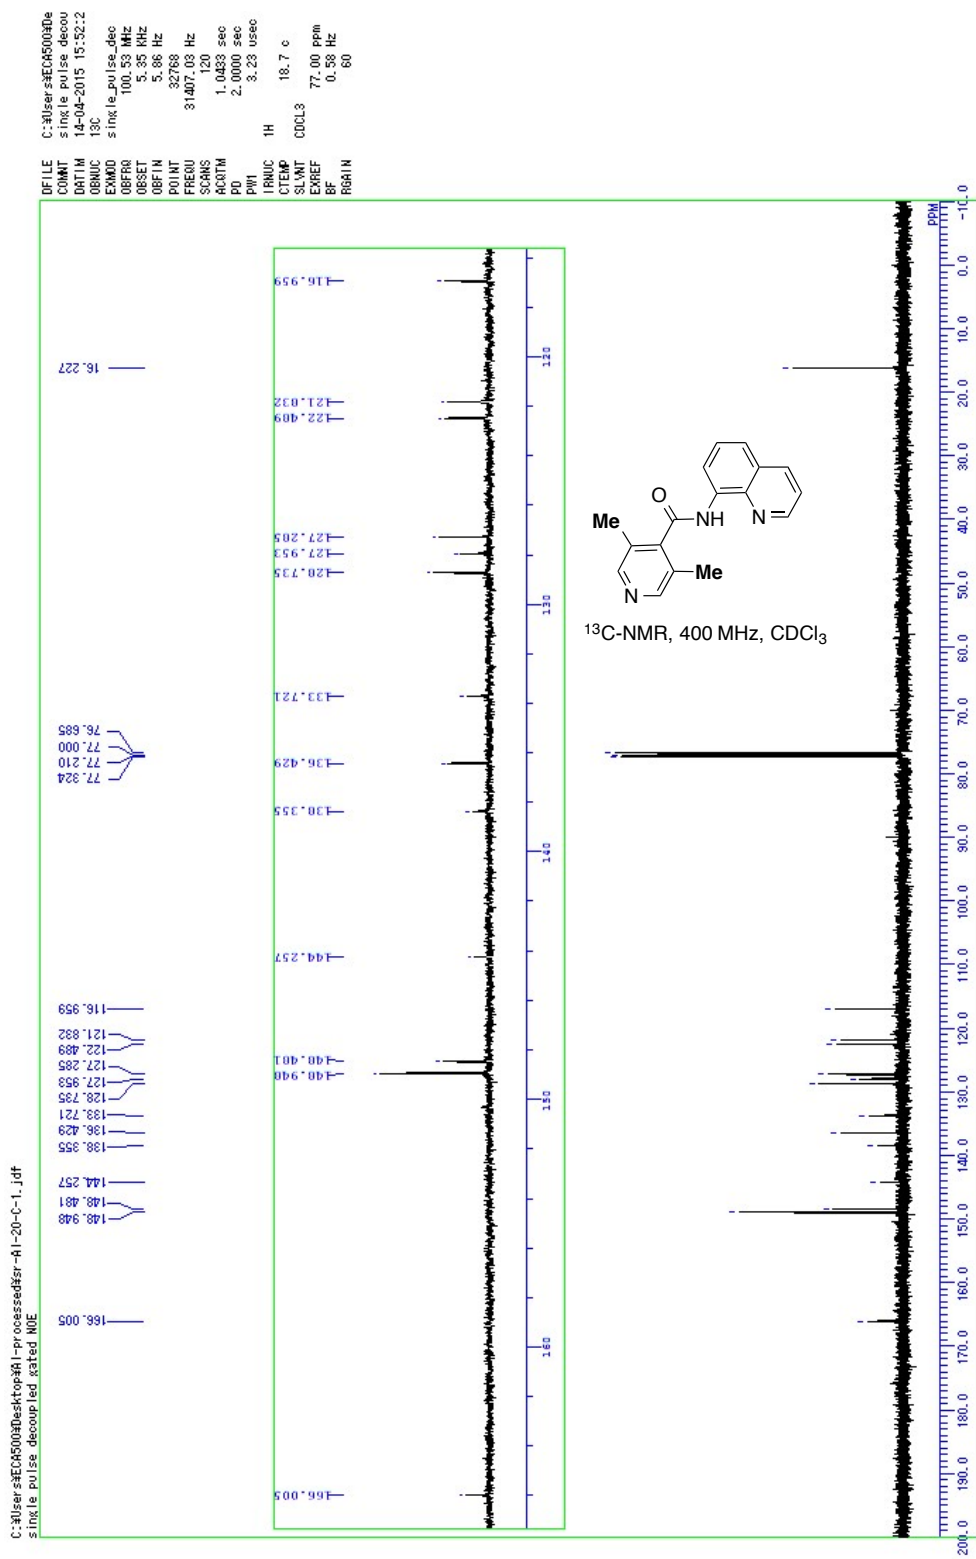 C:¥Users¥ECA500¥Desktop¥AI-processed¥sr-AI-20-C-1.jdf
single pulse decoupled gated NOE
DFILE C:¥Users¥ECA500¥De
COMNT single pulse decou
DATIM 14-04-2015 15:52:2
OBNUC 13C
EXMOD single_pulse_dec
OBFRQ 100.53 MHz
OBSET 5.35 KHz
OBFIN 5.86 Hz
POINT 32768
FREQU 31407.03 Hz
SCANS 120
ACQTM 1.0433 sec
PD 2.0000 sec
PW1 3.23 usec
IRNUC 1H
CTEMP 18.7 c
SLVNT CDCL3
EXREF 77.00 ppm
BF 0.58 Hz
RGAIN 60
166.005
148.948
148.481
144.257
138.355
136.429
133.721
128.735
127.953
127.285
122.489
121.832
116.959
77.324
77.210
77.000
76.685
16.227
166.005
148.948
148.481
144.257
138.355
136.429
133.721
128.735
127.953
127.285
122.489
121.832
116.959
160
150
140
130
120
Me
O
NH
N
Me
N
13C-NMR, 400 MHz, CDCl3
PPM
200.0 190.0 180.0 170.0 160.0 150.0 140.0 130.0 120.0 110.0 100.0 90.0 80.0 70.0 60.0 50.0 40.0 30.0 20.0 10.0 0.0 -10.0